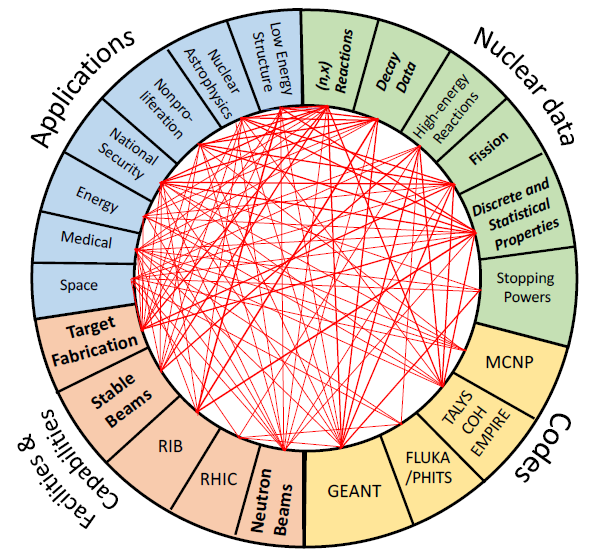 Applications
Nuclear data
Codes
Facilities &
Capabilities
Low Energy
Structure
Nuclear
Astrophysics
Nonpro-
liferation
National
Security
Energy
Medical
Space
(n,x)
Reactions
Decay
Data
High-energy
Reactions
Fission
Discrete and
Statistical
Properties
Stopping
Powers
MCNP
TALYS
COH
EMPIRE
FLUKA
/PHITS
GEANT
Neutron
Beams
RHIC
RIB
Stable
Beams
Target
Fabrication